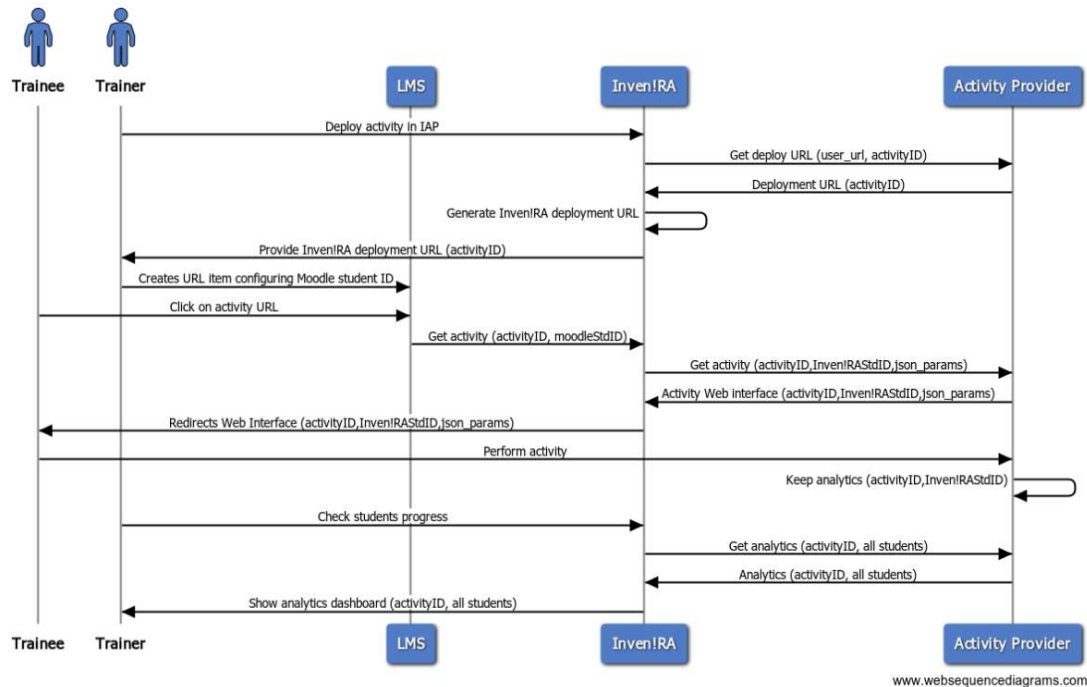 Trainee Trainer LMS Inven!RA Activity Provider
Deploy activity in IAP
Get deploy URL (user_url, activityID)
Deployment URL (activityID)
Generate Inven!RA deployment URL
Provide Inven!RA deployment URL (activityID)
Creates URL item configuring Moodle student ID
Click on activity URL
Get activity (activityID, moodleStdID)
Get activity (activityID,Inven!RAStdID,json_params)
Activity Web interface (activityID,Inven!RAStdID,json_params)
Redirects Web Interface (activityID,Inven!RAStdID,json_params)
Perform activity
Keep analytics (activityID,Inven!RAStdID)
Check students progress
Get analytics (activityID, all students)
Analytics (activityID, all students)
Show analytics dashboard (activityID, all students)
Trainee Trainer LMS Inven!RA Activity Provider
www.websequencediagrams.com